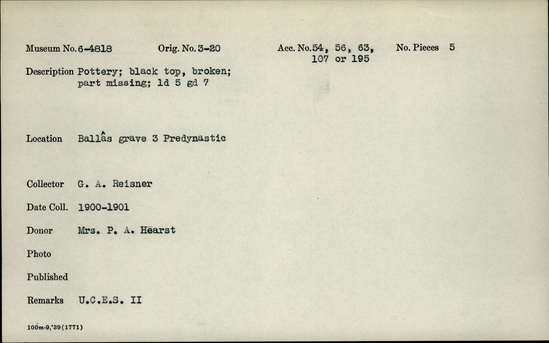 Museum No. 6-4818 Orig. No. 3-20 Acc. No. 54, 56, 63, No. Pieces 5
107 or 195
Description Pottery; black top, broken;
part missing; ld 5 gd 7
Location Ballâs grave 3 Predynastic
Collector G. A. Reisner
Date Coll. 1900-1901
Donor Mrs. P. A. Hearst
Photo
Published
Remarks U.C.E.S. II
100m-9,'39(1771)